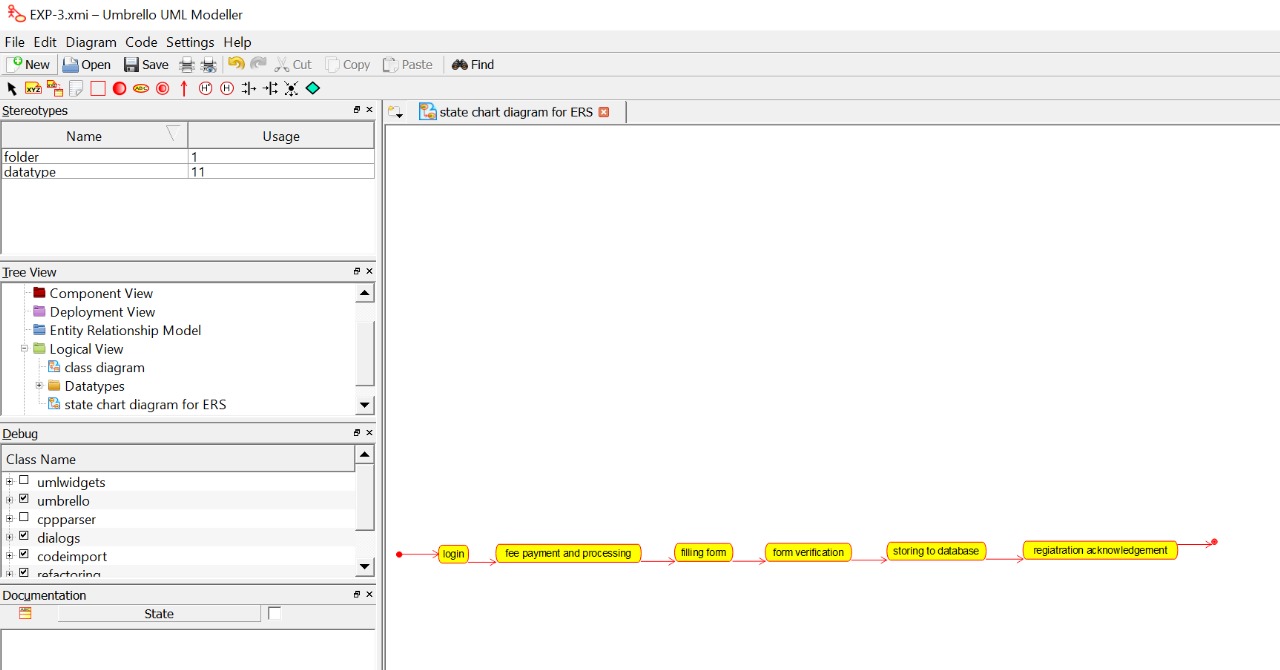 EXP-3.xmi – Umbrello UML Modeller
File Edit Diagram Code Settings Help
New Open Save Cut Copy Paste Find
Stereotypes
Name Usage
folder 1
datatype 11
Tree View
Component View
Deployment View
Entity Relationship Model
Logical View
class diagram
Datatypes
state chart diagram for ERS
Debug
Class Name
umlwidgets
umbrello
cppparser
dialogs
codeimport
refactoring
Documentation
State
state chart diagram for ERS
login
fee payment and processing
filling form
form verification
storing to database
regiatration acknowledgement